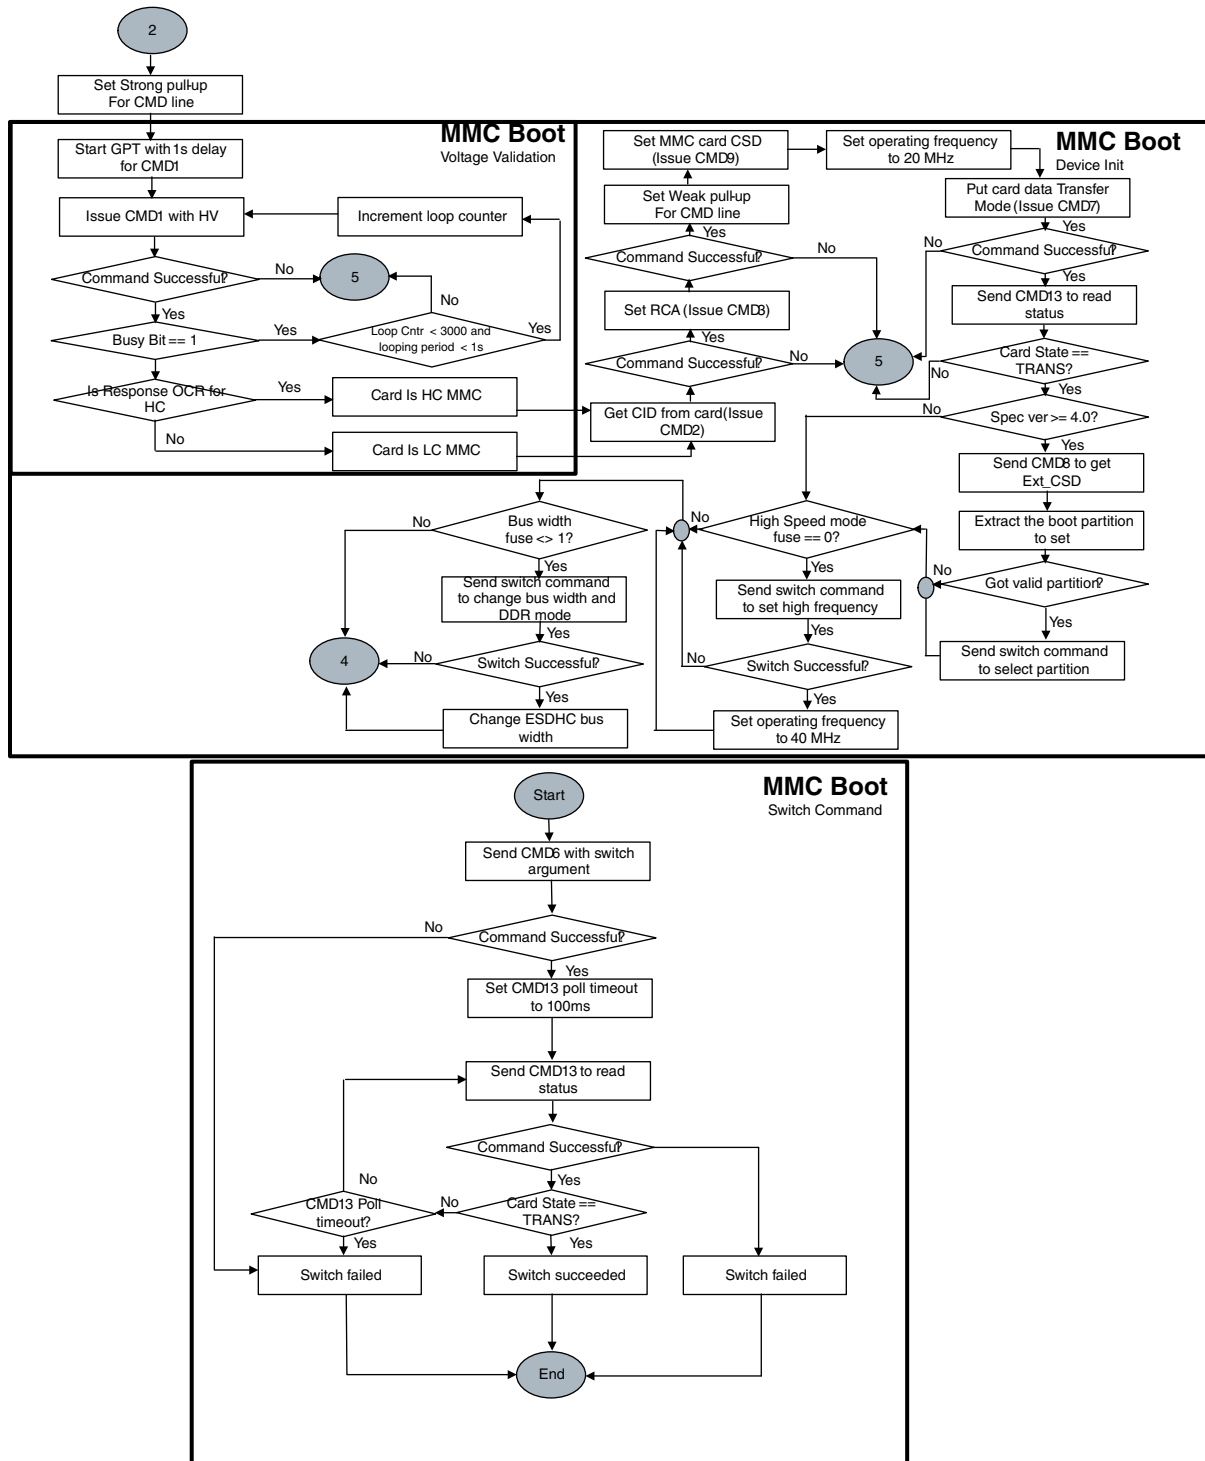 2
Set Strong pull-up
For CMD line
MMC Boot
Voltage Validation
Start GPT with 1s delay
for CMD1
Issue CMD1 with HV
Increment loop counter
Command Successful?
No
5
Yes
No
Busy Bit == 1
Yes
Loop Cntr < 3000 and
looping period < 1s
Yes
Is Response OCR for
HC
Yes
Card Is HC MMC
No
Card Is LC MMC
MMC Boot
Device Init
Set MMC card CSD
(Issue CMD9)
Set operating frequency
to 20 MHz
Set Weak pull-up
For CMD line
Yes
Command Successful?
No
Set RCA (Issue CMD3)
Yes
Command Successful?
No
5
Get CID from card(Issue
CMD2)
Put card data Transfer
Mode (Issue CMD7)
Yes
No
Command Successful?
Yes
Send CMD13 to read
status
Card State ==
TRANS?
No
Yes
No
Spec ver >= 4.0?
Yes
Send CMD8 to get
Ext_CSD
Extract the boot partition
to set
No
Got valid partition?
Yes
Send switch command
to select partition
No
High Speed mode
fuse == 0?
Yes
Send switch command
to set high frequency
Yes
No
Switch Successful?
Yes
Set operating frequency
to 40 MHz
No
Bus width
fuse <> 1?
Yes
Send switch command
to change bus width and
DDR mode
Yes
4
No
Switch Successful?
Yes
Change ESDHC bus
width
MMC Boot
Switch Command
Start
Send CMD6 with switch
argument
No
Command Successful?
Yes
Set CMD13 poll timeout
to 100ms
Send CMD13 to read
status
Command Successful?
No
Yes
CMD13 Poll
timeout?
No
Card State ==
TRANS?
Yes
Yes
Switch failed
Switch succeeded
Switch failed
End